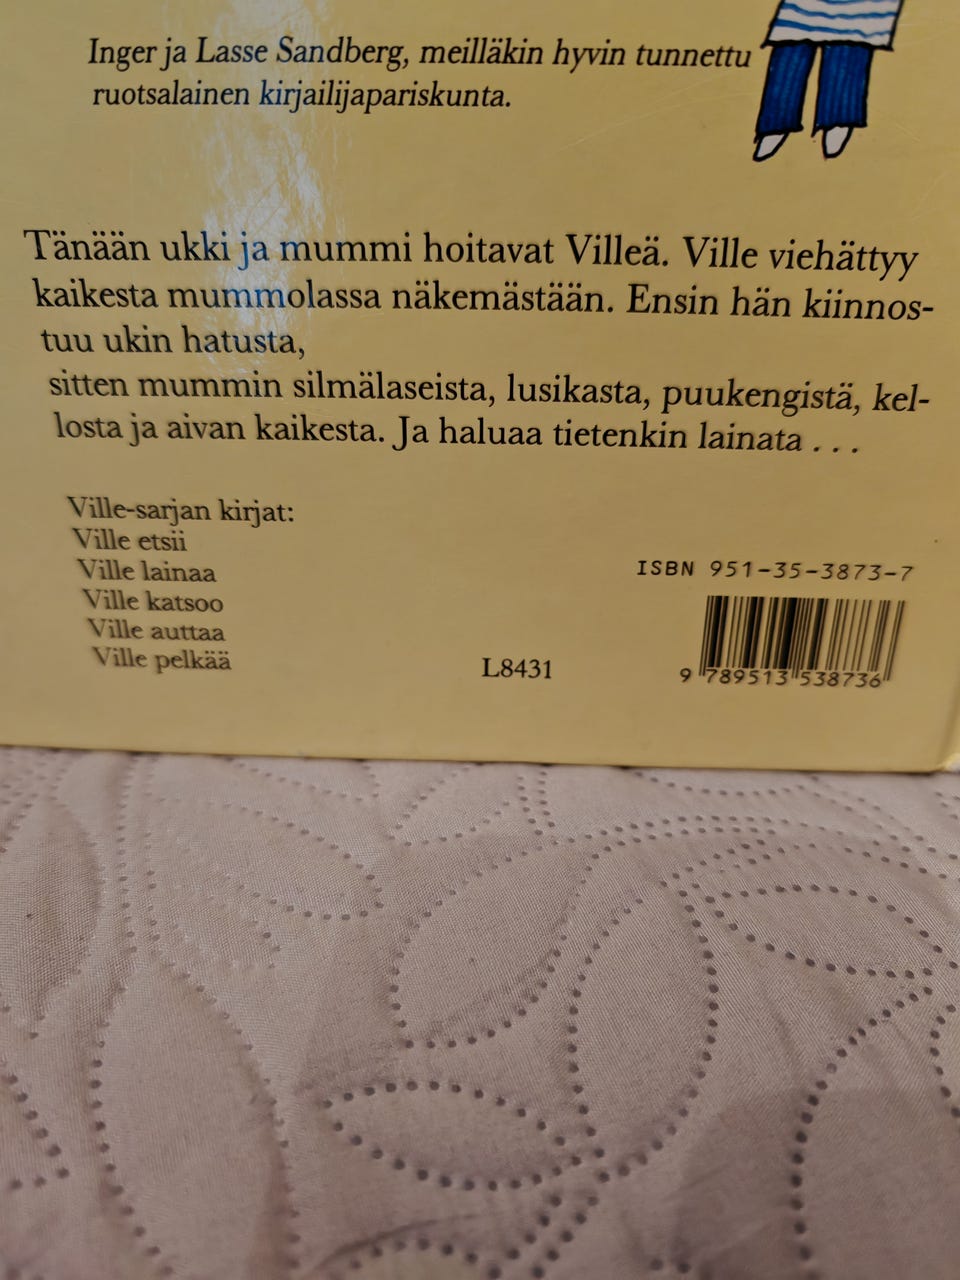 Inger ja Lasse Sandberg, meilläkin hyvin tunnettu
ruotsalainen kirjailijapariskunta.
Tänään ukki ja mummi hoitavat Villeä. Ville viehättyy
kaikesta mummolassa näkemästään. Ensin hän kiinnos-
tuu ukin hatusta,
sitten mummin silmälaseista, lusikasta, puukengistä, kel-
losta ja aivan kaikesta. Ja haluaa tietenkin lainata . . .
Ville-sarjan kirjat:
Ville etsii
Ville lainaa
Ville katsoo
Ville auttaa
Ville pelkää
L8431
ISBN 951-35-3873-7
9 789513 538736